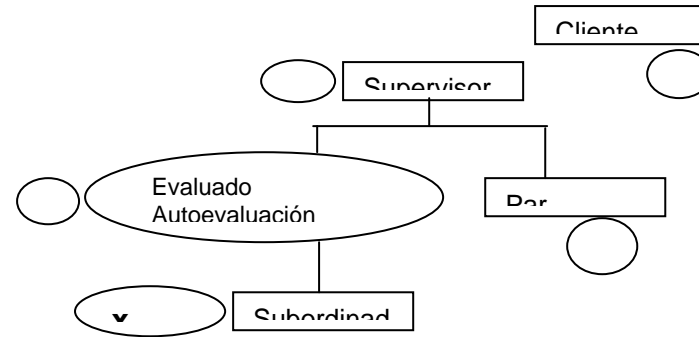 Cliente
Supervisor
Evaluado
Autoevaluación
Par
x
Subordinad